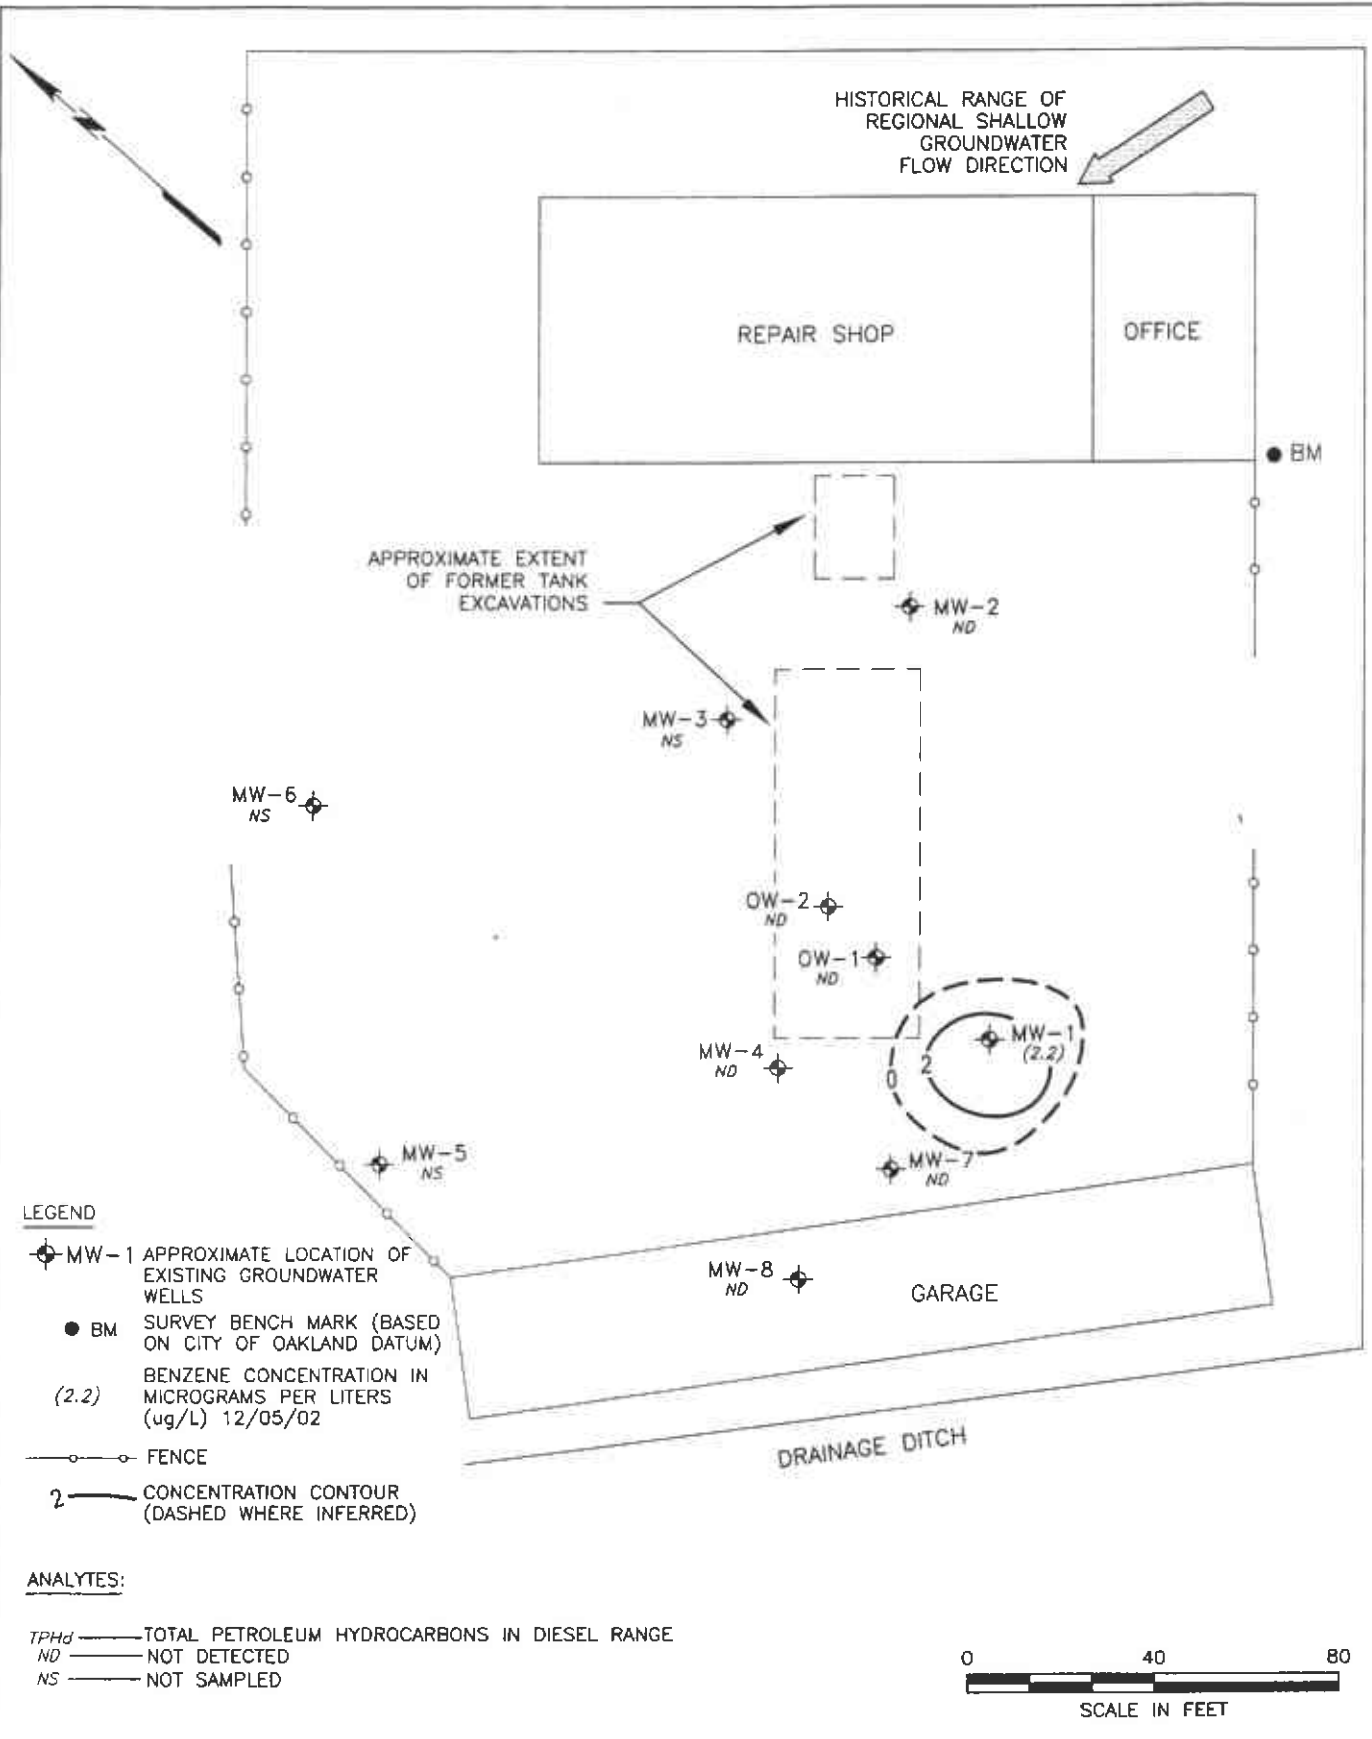 HISTORICAL RANGE OF
REGIONAL SHALLOW
GROUNDWATER
FLOW DIRECTION
REPAIR SHOP
OFFICE
BM
APPROXIMATE EXTENT
OF FORMER TANK
EXCAVATIONS
MW-2
ND
MW-3
NS
MW-6
NS
OW-2
ND
OW-1
ND
MW-1
(2.2)
2
0
MW-4
ND
MW-5
NS
MW-7
ND
MW-8
ND
GARAGE
DRAINAGE DITCH
LEGEND
MW-1 APPROXIMATE LOCATION OF
EXISTING GROUNDWATER
WELLS
BM SURVEY BENCH MARK (BASED
ON CITY OF OAKLAND DATUM)
(2.2) BENZENE CONCENTRATION IN
MICROGRAMS PER LITERS
(ug/L) 12/05/02
FENCE
2 CONCENTRATION CONTOUR
(DASHED WHERE INFERRED)
ANALYTES:
TPHd TOTAL PETROLEUM HYDROCARBONS IN DIESEL RANGE
ND NOT DETECTED
NS NOT SAMPLED
0 40 80
SCALE IN FEET